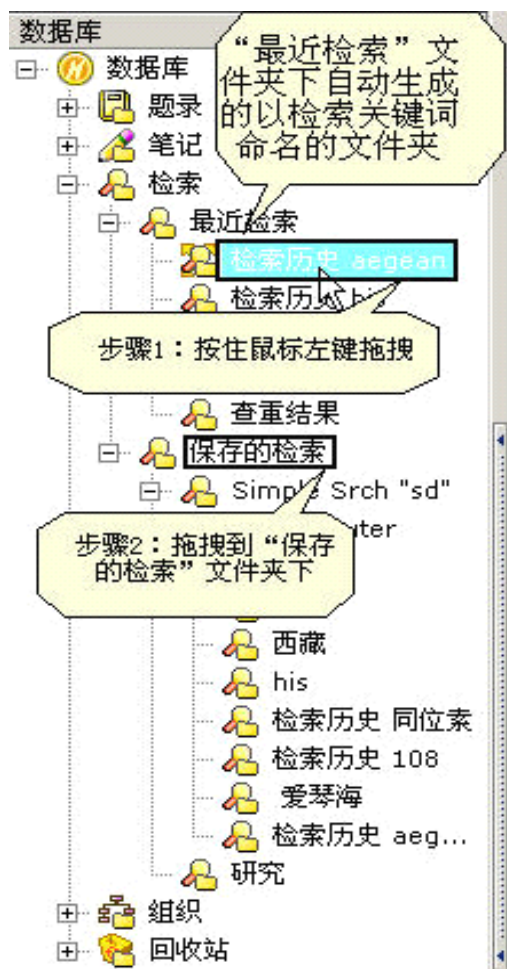 数据库
“最近检索”文
件夹下自动生成
的以检索关键词
命名的文件夹
数据库
题录
笔记
检索
最近检索
检索历史 aegean
检索历史 his
步骤1：按住鼠标左键拖拽
查重结果
保存的检索
Simple Srch "sd"
步骤2：拖拽到“保存
的检索”文件夹下
西藏
his
检索历史 同位素
检索历史 108
爱琴海
检索历史 aeg...
研究
组织
回收站